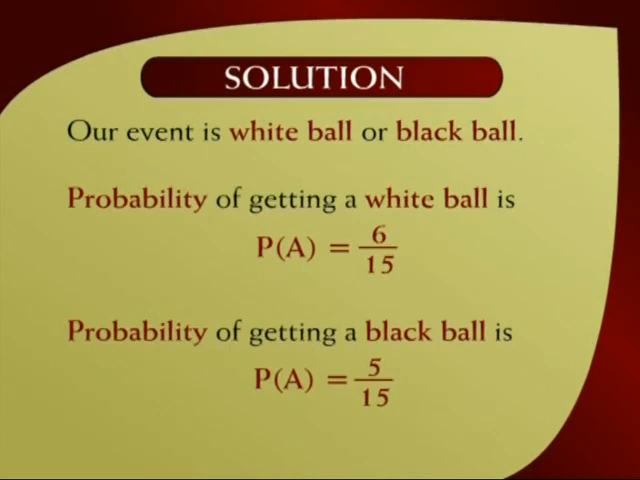 SOLUTION
Our event is white ball or black ball.
Probability of getting a white ball is
P(A) = 6/15
Probability of getting a black ball is
P(A) = 5/15